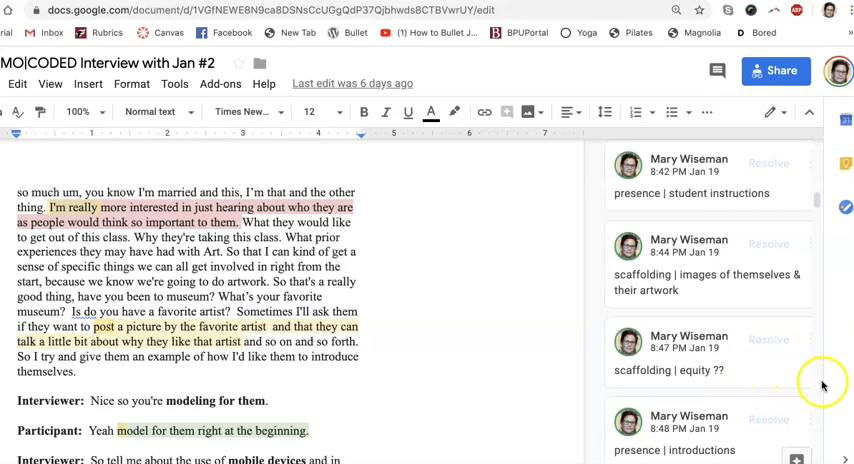 docs.google.com/document/d/1VGfNEWE8N9ca8DSNsCcUGgQdP37Qjbhwds8CTBVwrUY/edit
rial Inbox Rubrics Canvas Facebook New Tab Bullet (1) How to Bullet J... BPUPortal Yoga Pilates Magnolia D Bored
ABP
MO|CODED Interview with Jan #2
Share
File Edit View Insert Format Tools Add-ons Help Last edit was 6 days ago
100% Normal text Times New... 12 B I U A
1 2 3 4 5 6 7
so much um, you know I'm married and this, I'm that and the other
thing. I'm really more interested in just hearing about who they are
as people would think so important to them. What they would like
to get out of this class. Why they're taking this class. What prior
experiences they may have had with Art. So that I can kind of get a
sense of specific things we can all get involved in right from the
start, because we know we're going to do artwork. So that's a really
good thing, have you been to museum? What's your favorite
museum? Is do you have a favorite artist? Sometimes I'll ask them
if they want to post a picture by the favorite artist and that they can
talk a little bit about why they like that artist and so on and so forth.
So I try and give them an example of how I'd like them to introduce
themselves.
Interviewer: Nice so you're modeling for them.
Participant: Yeah model for them right at the beginning.
Interviewer: So tell me about the use of mobile devices and in
Mary Wiseman
8:42 PM Jan 19
Resolve
presence | student instructions
Mary Wiseman
8:44 PM Jan 19
Resolve
scaffolding | images of themselves &
their artwork
Mary Wiseman
8:47 PM Jan 19
Resolve
scaffolding | equity ??
Mary Wiseman
8:48 PM Jan 19
Resolve
presence | introductions
31